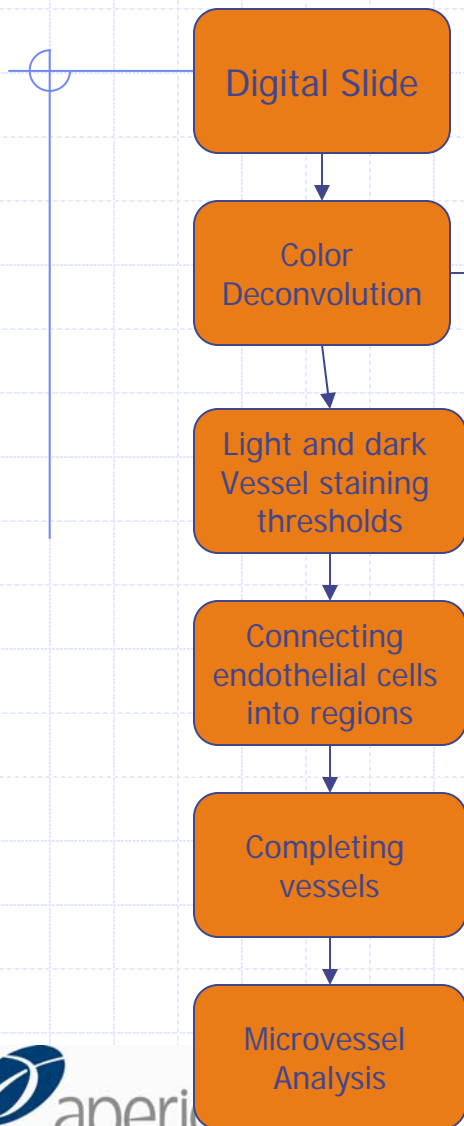 Digital Slide
Color
Deconvolution
Light and dark
Vessel staining
thresholds
Connecting
endothelial cells
into regions
Completing
vessels
Microvessel
Analysis